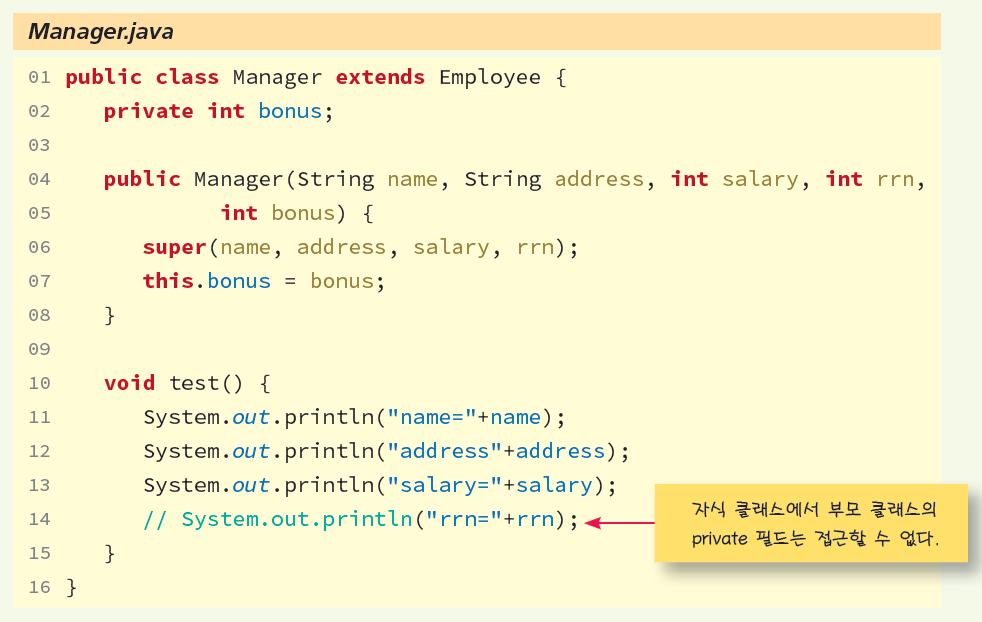 Manager.java
01 public class Manager extends Employee {
02    private int bonus;
03
04    public Manager(String name, String address, int salary, int rrn,
05             int bonus) {
06       super(name, address, salary, rrn);
07       this.bonus = bonus;
08    }
09
10    void test() {
11       System.out.println("name="+name);
12       System.out.println("address"+address);
13       System.out.println("salary="+salary);
14       // System.out.println("rrn="+rrn);
15    }
16 }
자식 클래스에서 부모 클래스의
private 필드는 접근할 수 없다.